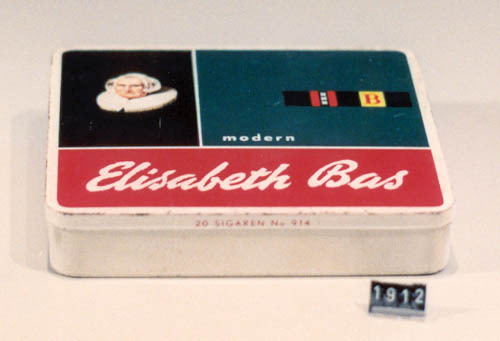 B
modern
Elisabeth Bas
20 SIGAREN No 914
1912